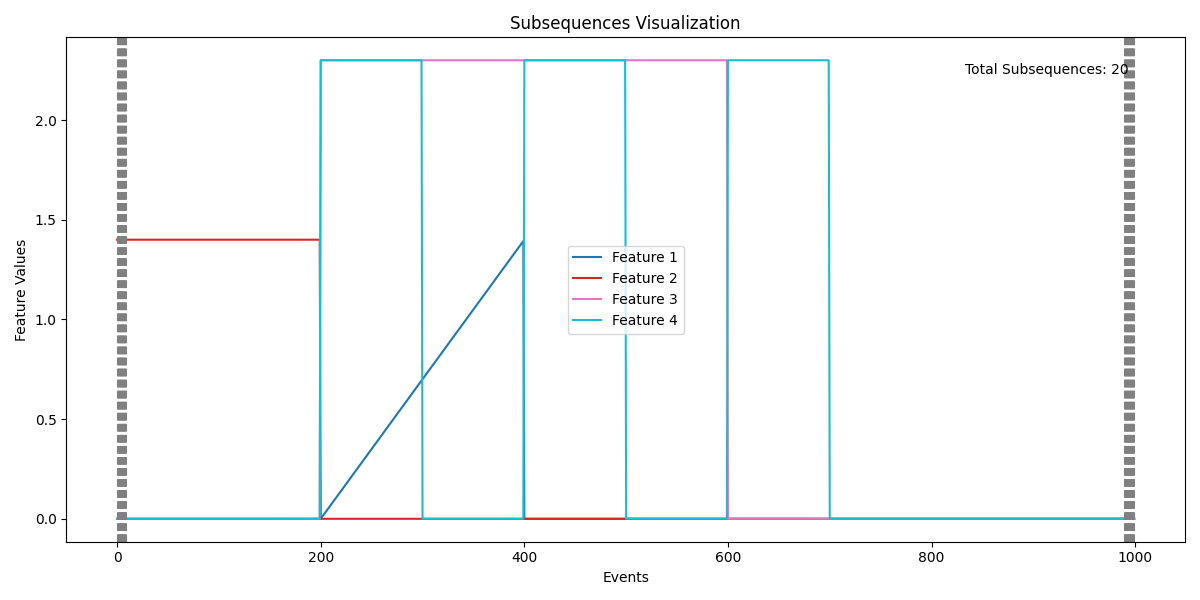 Subsequences Visualization
Total Subsequences: 20
Feature Values
2.0
1.5
1.0
0.5
0.0
Feature 1
Feature 2
Feature 3
Feature 4
0 200 400 600 800 1000
Events